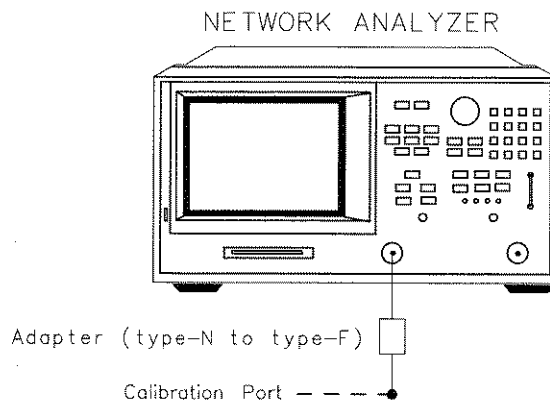 NETWORK ANALYZER
Adapter (type-N to type-F)
Calibration Port